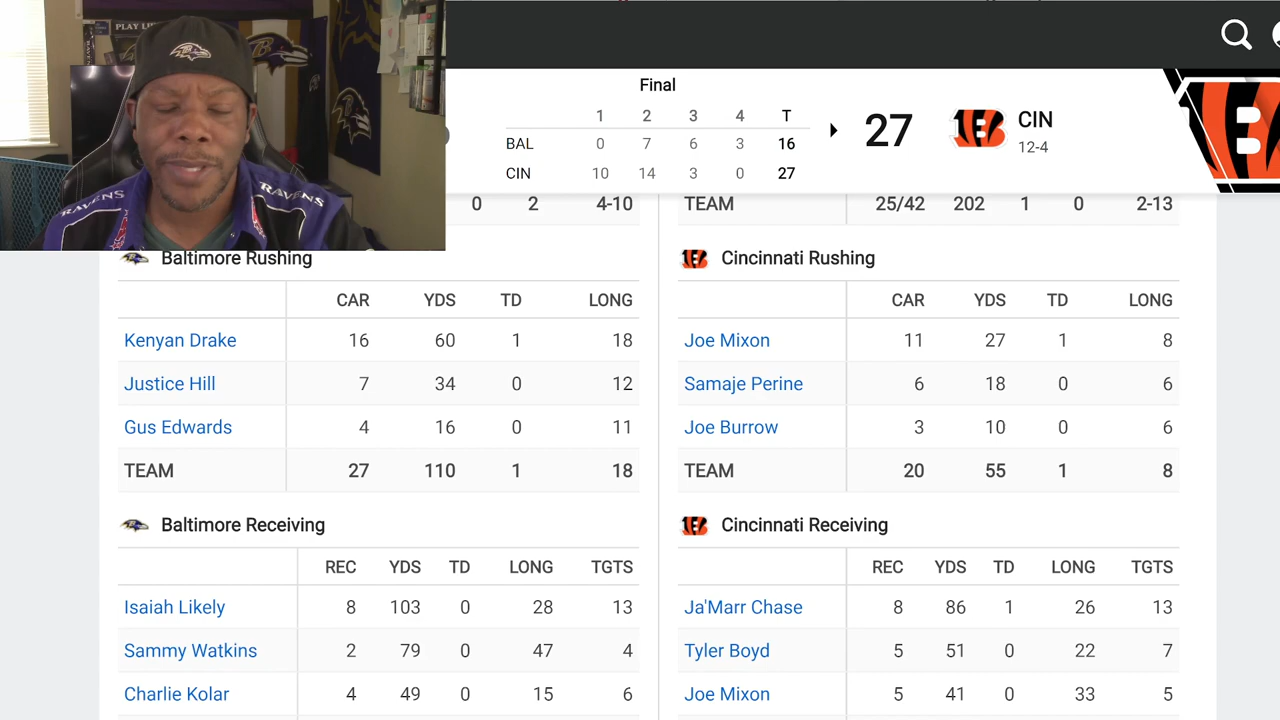 PLAY LI
RAVENS RAVENS
Final
1 2 3 4 T
BAL 0 7 6 3 16
CIN 10 14 3 0 27
27 CIN
12-4
0 2 4-10
TEAM 25/42 202 1 0 2-13
Baltimore Rushing
CAR YDS TD LONG
Kenyan Drake 16 60 1 18
Justice Hill 7 34 0 12
Gus Edwards 4 16 0 11
TEAM 27 110 1 18
Cincinnati Rushing
CAR YDS TD LONG
Joe Mixon 11 27 1 8
Samaje Perine 6 18 0 6
Joe Burrow 3 10 0 6
TEAM 20 55 1 8
Baltimore Receiving
REC YDS TD LONG TGTS
Isaiah Likely 8 103 0 28 13
Sammy Watkins 2 79 0 47 4
Charlie Kolar 4 49 0 15 6
Cincinnati Receiving
REC YDS TD LONG TGTS
Ja'Marr Chase 8 86 1 26 13
Tyler Boyd 5 51 0 22 7
Joe Mixon 5 41 0 33 5